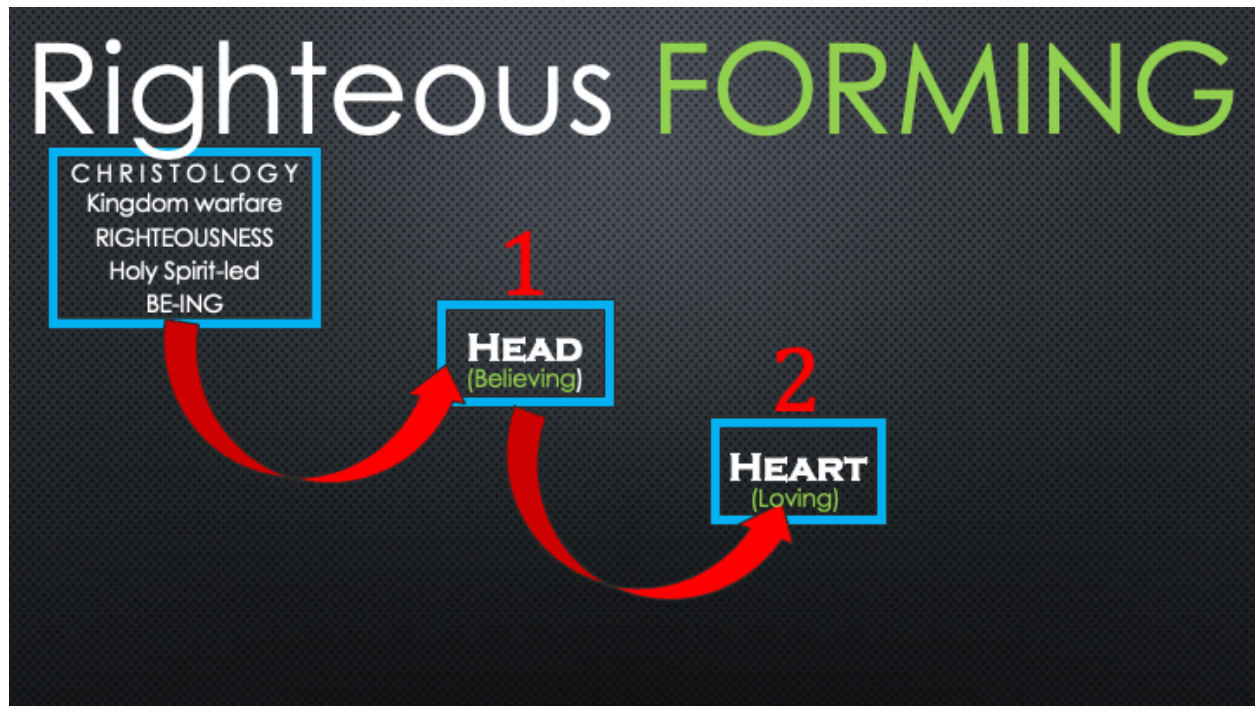 Righteous FORMING
CHRISTOLOGY
Kingdom warfare
RIGHTEOUSNESS
Holy Spirit-led
BE-ING
1
HEAD
(Believing)
2
HEART
(Loving)